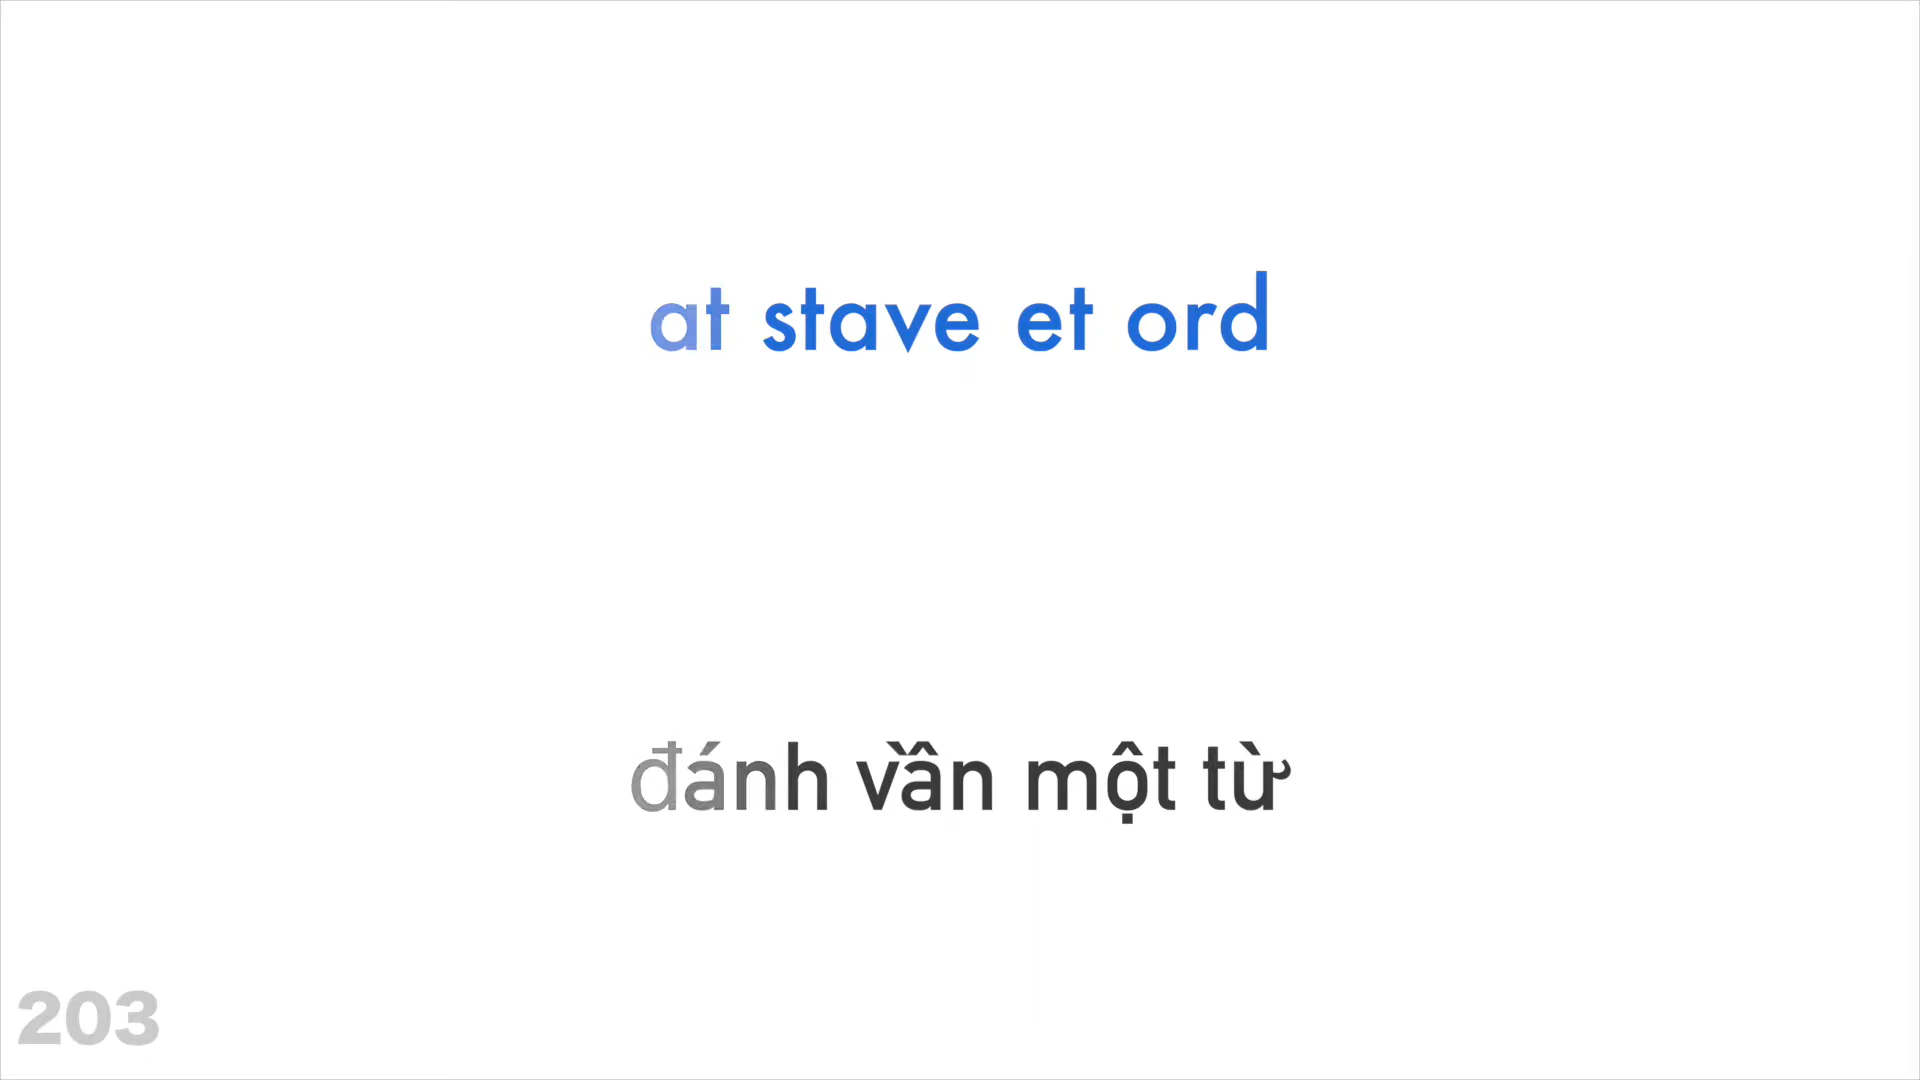 at stave et ord
đánh vần một từ
203